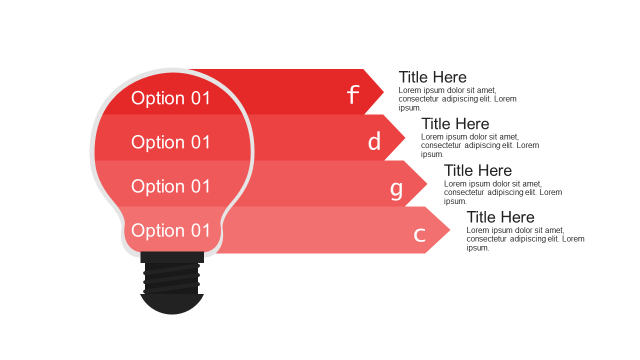 Option 01
f
Title Here
Lorem ipsum dolor sit amet,
consectetur adipiscing elit. Lorem
ipsum.
Option 01
d
Title Here
Lorem ipsum dolor sit amet,
consectetur adipiscing elit. Lorem
ipsum.
Option 01
g
Title Here
Lorem ipsum dolor sit amet,
consectetur adipiscing elit. Lorem
ipsum.
Option 01
c
Title Here
Lorem ipsum dolor sit amet,
consectetur adipiscing elit. Lorem
ipsum.